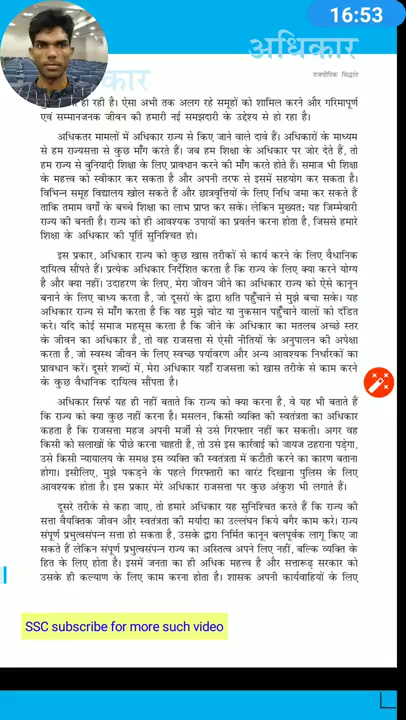 16:53
अधिकार
राजनीतिक सिद्धांत
हो रही है। ऐसा अभी तक अलग रहे समूहों को शामिल करने और गरिमापूर्ण
एवं सम्मानजनक जीवन की हमारी नई समझदारी के उद्देश्य से हो रहा है।
अधिकतर मामलों में अधिकार राज्य से किए जाने वाले दावे हैं। अधिकारों के माध्यम
से हम राज्यसत्ता से कुछ माँग करते हैं। जब हम शिक्षा के अधिकार पर जोर देते हैं, तो
हम राज्य से बुनियादी शिक्षा के लिए प्रावधान करने की माँग करते होते हैं। समाज भी शिक्षा
के महत्त्व को स्वीकार कर सकता है और अपनी तरफ से इसमें सहयोग कर सकता है।
विभिन्न समूह विद्यालय खोल सकते हैं और छात्रवृत्तियों के लिए निधि जमा कर सकते हैं
ताकि तमाम वर्गों के बच्चे शिक्षा का लाभ प्राप्त कर सकें। लेकिन मुख्यतः यह जिम्मेवारी
राज्य की बनती है। राज्य को ही आवश्यक उपायों का प्रवर्तन करना होता है, जिससे हमारे
शिक्षा के अधिकार की पूर्ति सुनिश्चित हो।
इस प्रकार, अधिकार राज्य को कुछ खास तरीकों से कार्य करने के लिए वैधानिक
दायित्व सौंपते हैं। प्रत्येक अधिकार निर्देशित करता है कि राज्य के लिए क्या करने योग्य
है और क्या नहीं। उदाहरण के लिए, मेरा जीवन जीने का अधिकार राज्य को ऐसे कानून
बनाने के लिए बाध्य करता है, जो दूसरों के द्वारा क्षति पहुँचाने से मुझे बचा सके। यह
अधिकार राज्य से माँग करता है कि वह मुझे चोट या नुकसान पहुँचाने वालों को दंडित
करे। यदि कोई समाज महसूस करता है कि जीने के अधिकार का मतलब अच्छे स्तर
के जीवन का अधिकार है, तो वह राजसत्ता से ऐसी नीतियों के अनुपालन की अपेक्षा
करता है, जो स्वस्थ जीवन के लिए स्वच्छ पर्यावरण और अन्य आवश्यक निर्धारकों का
प्रावधान करें। दूसरे शब्दों में, मेरा अधिकार यहाँ राजसत्ता को खास तरीके से काम करने
के कुछ वैधानिक दायित्व सौंपता है।
अधिकार सिर्फ यह ही नहीं बताते कि राज्य को क्या करना है, वे यह भी बताते हैं
कि राज्य को क्या कुछ नहीं करना है। मसलन, किसी व्यक्ति की स्वतंत्रता का अधिकार
कहता है कि राजसत्ता महज अपनी मर्जी से उसे गिरफ्तार नहीं कर सकती। अगर वह
किसी को सलाखों के पीछे करना चाहती है, तो उसे इस कार्रवाई को जायज ठहराना पड़ेगा,
उसे किसी न्यायालय के समक्ष इस व्यक्ति की स्वतंत्रता में कटौती करने का कारण बताना
होगा। इसीलिए, मुझे पकड़ने के पहले गिरफ्तारी का वारंट दिखाना पुलिस के लिए
आवश्यक होता है। इस प्रकार मेरे अधिकार राजसत्ता पर कुछ अंकुश भी लगाते हैं।
दूसरे तरीके से कहा जाए, तो हमारे अधिकार यह सुनिश्चित करते हैं कि राज्य की
सत्ता वैयक्तिक जीवन और स्वतंत्रता की मर्यादा का उल्लंघन किये बगैर काम करे। राज्य
संपूर्ण प्रभुत्वसंपन्न सत्ता हो सकता है, उसके द्वारा निर्मित कानून बलपूर्वक लागू किए जा
सकते हैं लेकिन संपूर्ण प्रभुत्वसंपन्न राज्य का अस्तित्व अपने लिए नहीं, बल्कि व्यक्ति के
हित के लिए होता है। इसमें जनता का ही अधिक महत्त्व है और सत्तारूढ़ सरकार को
उसके ही कल्याण के लिए काम करना होता है। शासक अपनी कार्यवाहियों के लिए
SSC subscribe for more such video